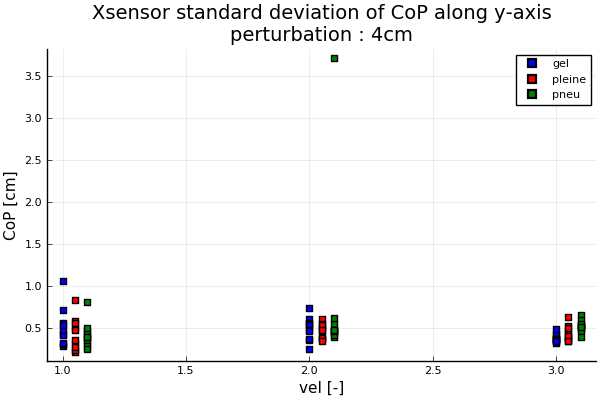 Xsensor standard deviation of CoP along y-axis
perturbation : 4cm
CoP [cm]
3.5
3.0
2.5
2.0
1.5
1.0
0.5
gel
pleine
pneu
1.0 1.5 2.0 2.5 3.0
vel [-]